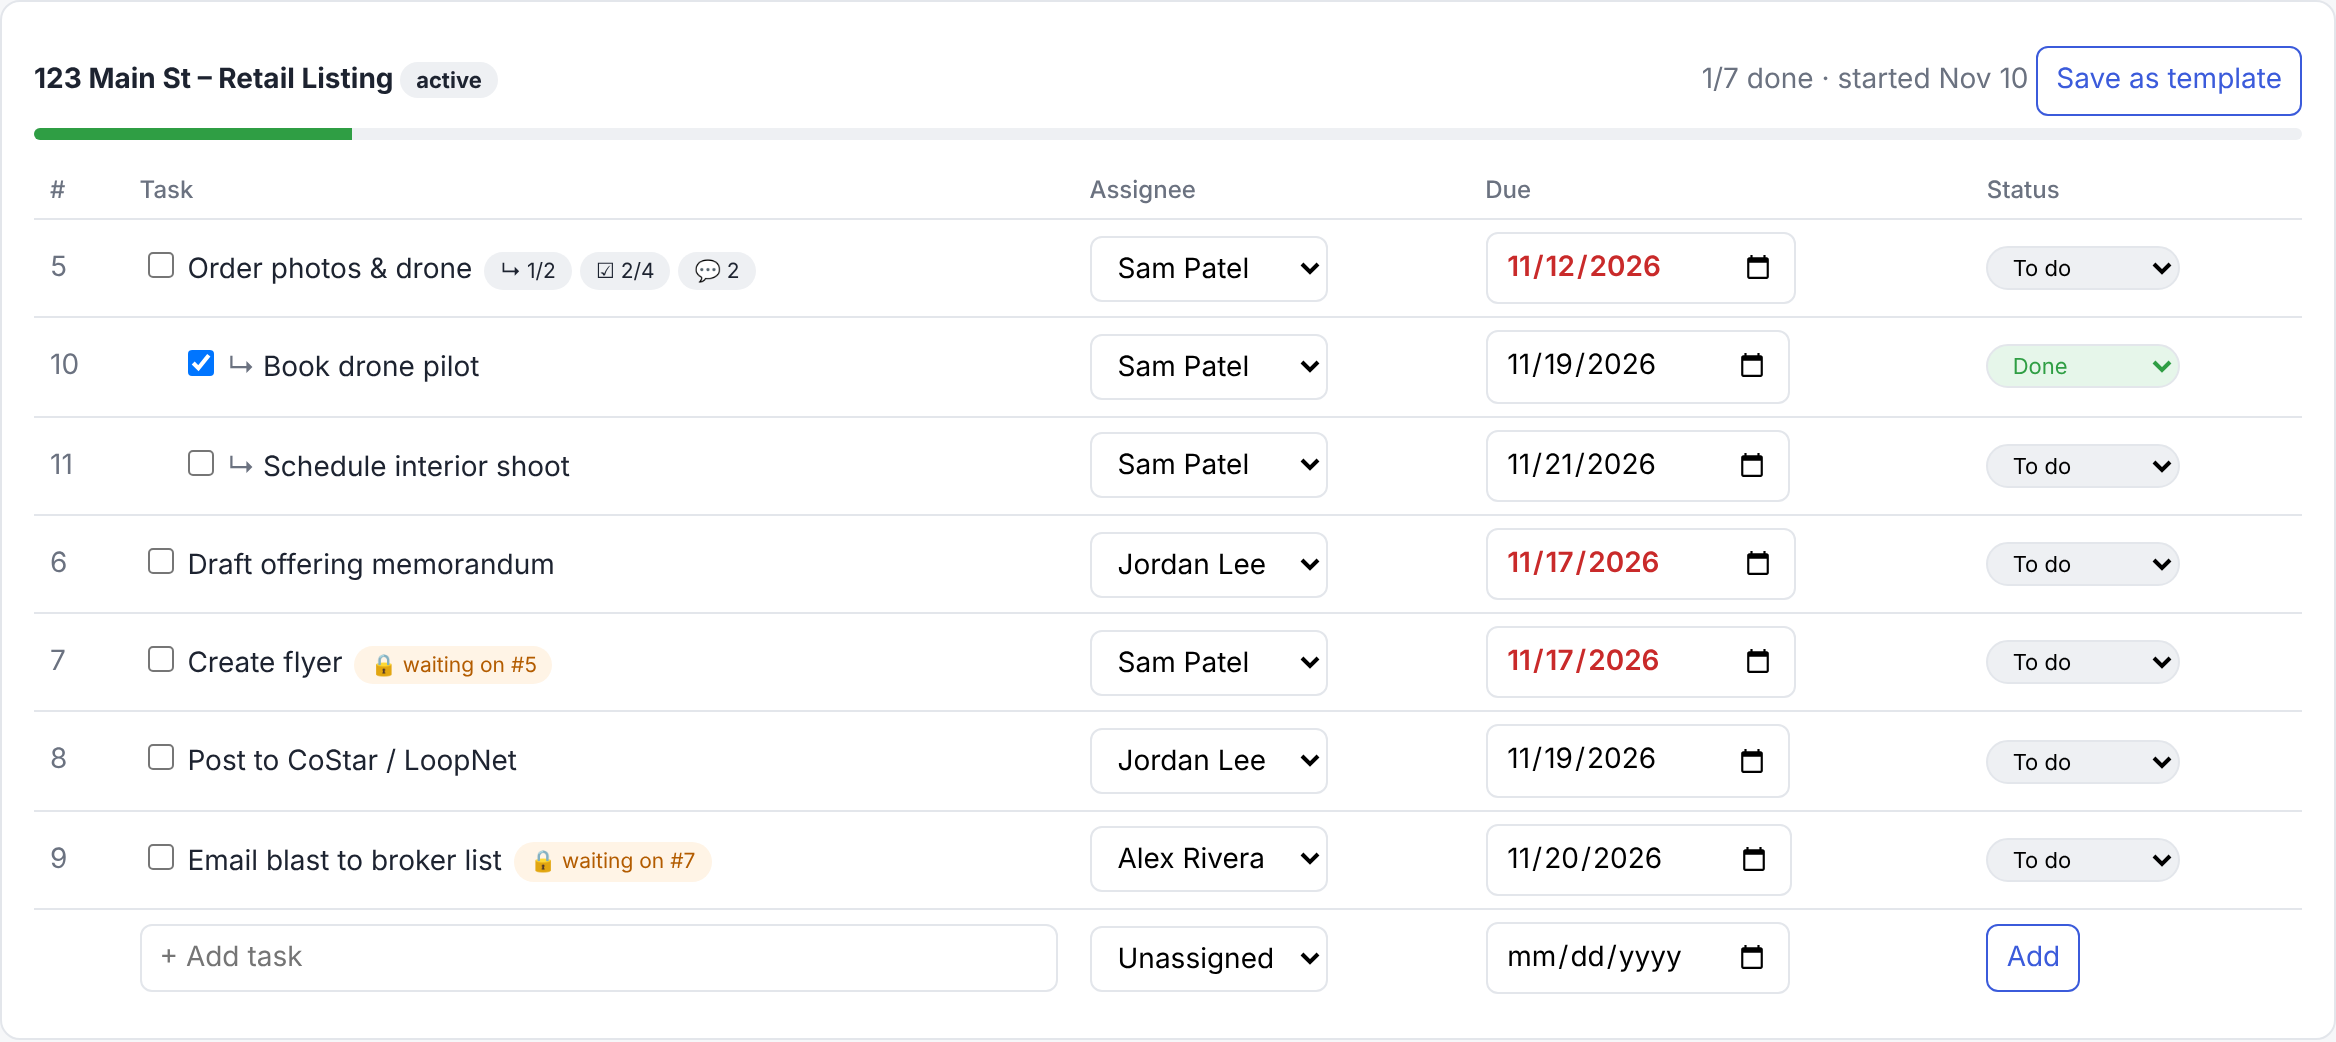 123 Main St – Retail Listing active 1/7 done · started Nov 10 Save as template
# Task Assignee Due Status
5 Order photos & drone ↳ 1/2 ☑ 2/4 💬 2 Sam Patel 11/12/2026 To do
10 ↳ Book drone pilot Sam Patel 11/19/2026 Done
11 ↳ Schedule interior shoot Sam Patel 11/21/2026 To do
6 Draft offering memorandum Jordan Lee 11/17/2026 To do
7 Create flyer 🔒 waiting on #5 Sam Patel 11/17/2026 To do
8 Post to CoStar / LoopNet Jordan Lee 11/19/2026 To do
9 Email blast to broker list 🔒 waiting on #7 Alex Rivera 11/20/2026 To do
+ Add task Unassigned mm/dd/yyyy Add